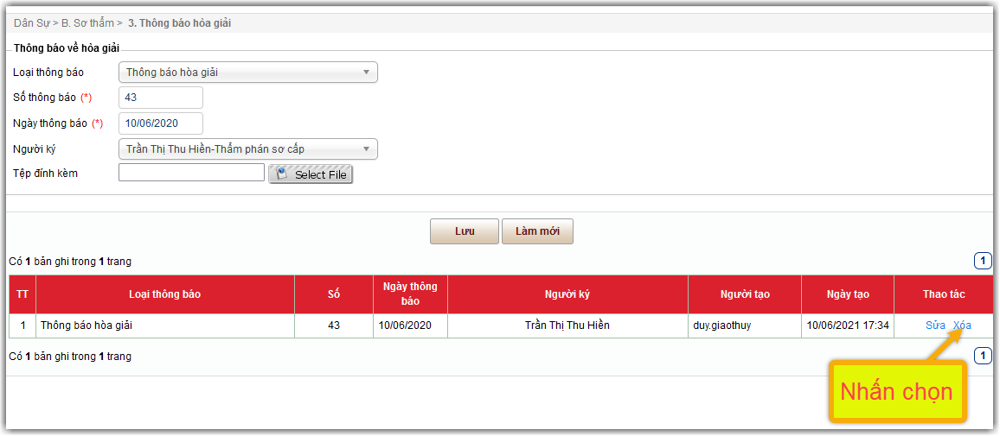 Dân Sự > B. Sơ thẩm > 3. Thông báo hòa giải
Thông báo về hòa giải
Loại thông báo Thông báo hòa giải
Số thông báo (*) 43
Ngày thông báo (*) 10/06/2020
Người ký Trần Thị Thu Hiền-Thẩm phán sơ cấp
Tệp đính kèm Select File
Lưu Làm mới
Có 1 bản ghi trong 1 trang 1
TT Loại thông báo Số Ngày thông báo Người ký Người tạo Ngày tạo Thao tác
1 Thông báo hòa giải 43 10/06/2020 Trần Thị Thu Hiền duy.giaothuy 10/06/2021 17:34 Sửa Xóa
Có 1 bản ghi trong 1 trang 1
Nhấn chọn